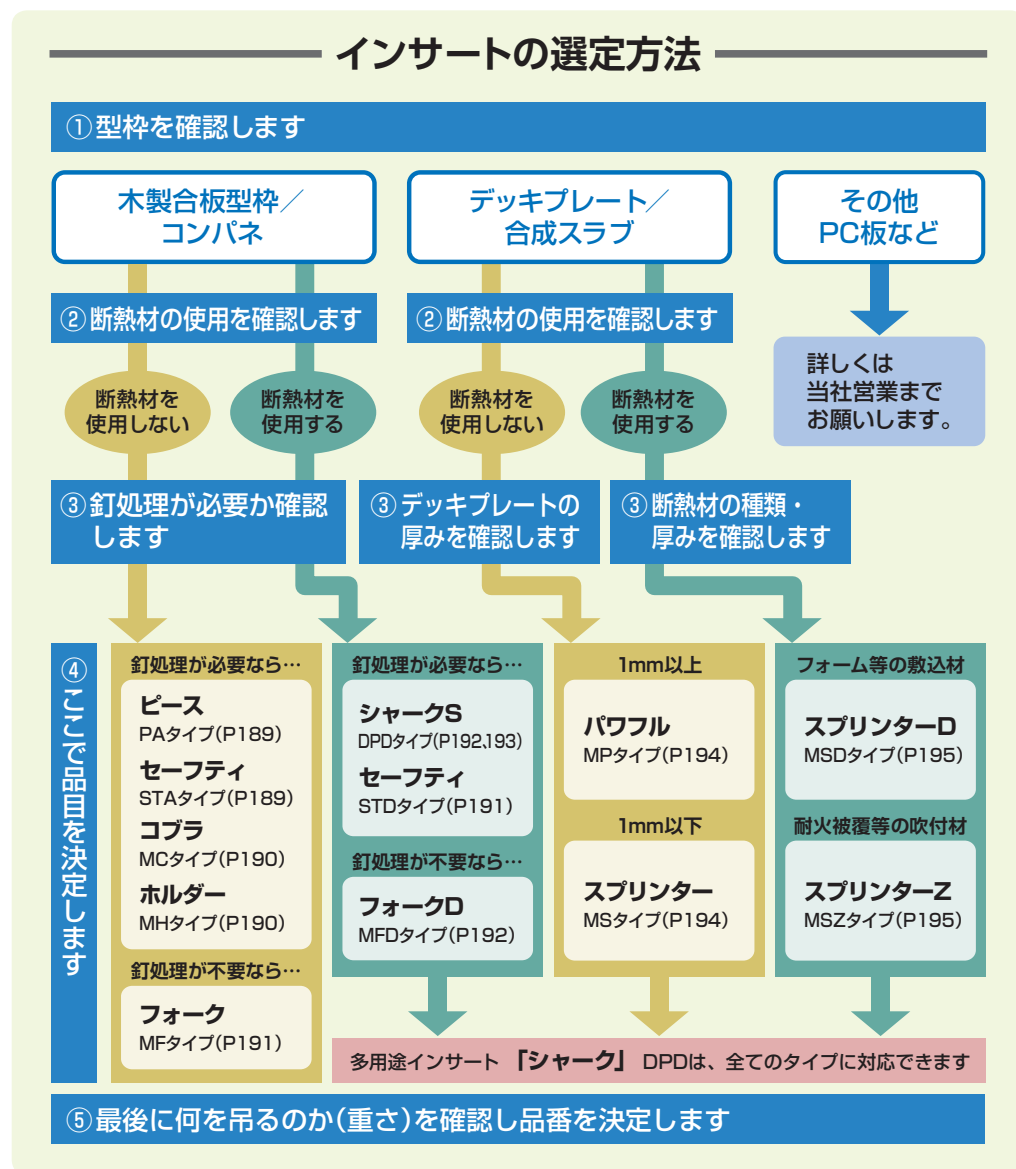 インサートの選定方法
①型枠を確認します
木製合板型枠／
コンパネ
デッキプレート／
合成スラブ
その他
PC板など
②断熱材の使用を確認します
②断熱材の使用を確認します
詳しくは
当社営業まで
お願いします。
断熱材を
使用しない
断熱材を
使用する
断熱材を
使用しない
断熱材を
使用する
③釘処理が必要か確認
します
③デッキプレートの
厚みを確認します
③断熱材の種類・
厚みを確認します
④ここで品目を決定します
釘処理が必要なら…
ピース
PAタイプ(P189)
セーフティ
STAタイプ(P189)
コブラ
MCタイプ(P190)
ホルダー
MHタイプ(P190)
釘処理が不要なら…
フォーク
MFタイプ(P191)
釘処理が必要なら…
シャークS
DPDタイプ(P192、193)
セーフティ
STDタイプ(P191)
釘処理が不要なら…
フォークD
MFDタイプ(P192)
1mm以上
パワフル
MPタイプ(P194)
1mm以下
スプリンター
MSタイプ(P194)
フォーム等の敷込材
スプリンターD
MSDタイプ(P195)
耐火被覆等の吹付材
スプリンターZ
MSZタイプ(P195)
多用途インサート「シャーク」DPDは、全てのタイプに対応できます
⑤最後に何を吊るのか(重さ)を確認し品番を決定します